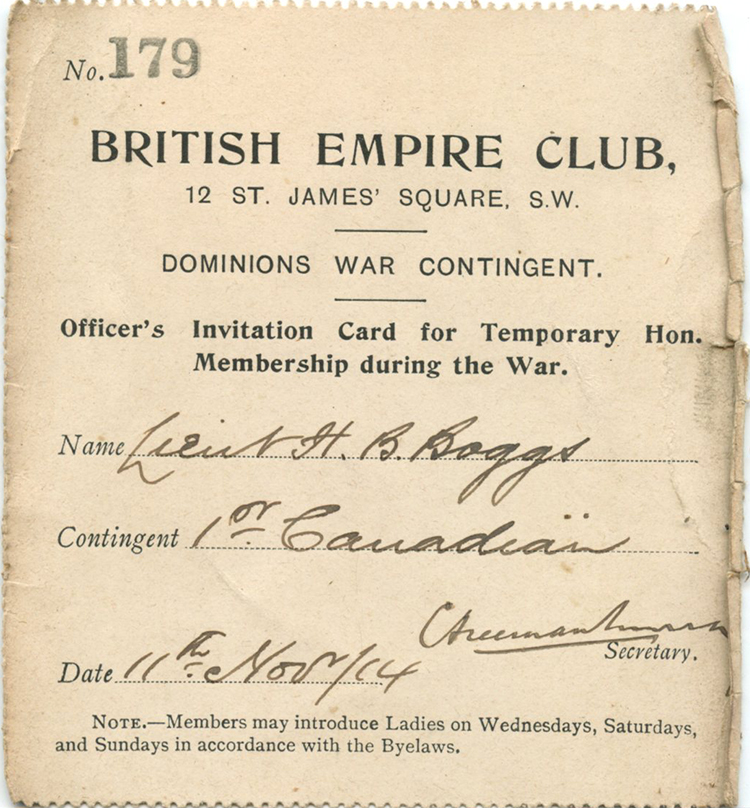 No. 179
BRITISH EMPIRE CLUB,
12 ST. JAMES' SQUARE, S.W.
DOMINIONS WAR CONTINGENT.
Officer's Invitation Card for Temporary Hon.
Membership during the War.
Name Lieut H. B. Boggs
Contingent 1st Canadian
Secretary.
Date 11th Nov/14
NOTE.—Members may introduce Ladies on Wednesdays, Saturdays,
and Sundays in accordance with the Byelaws.